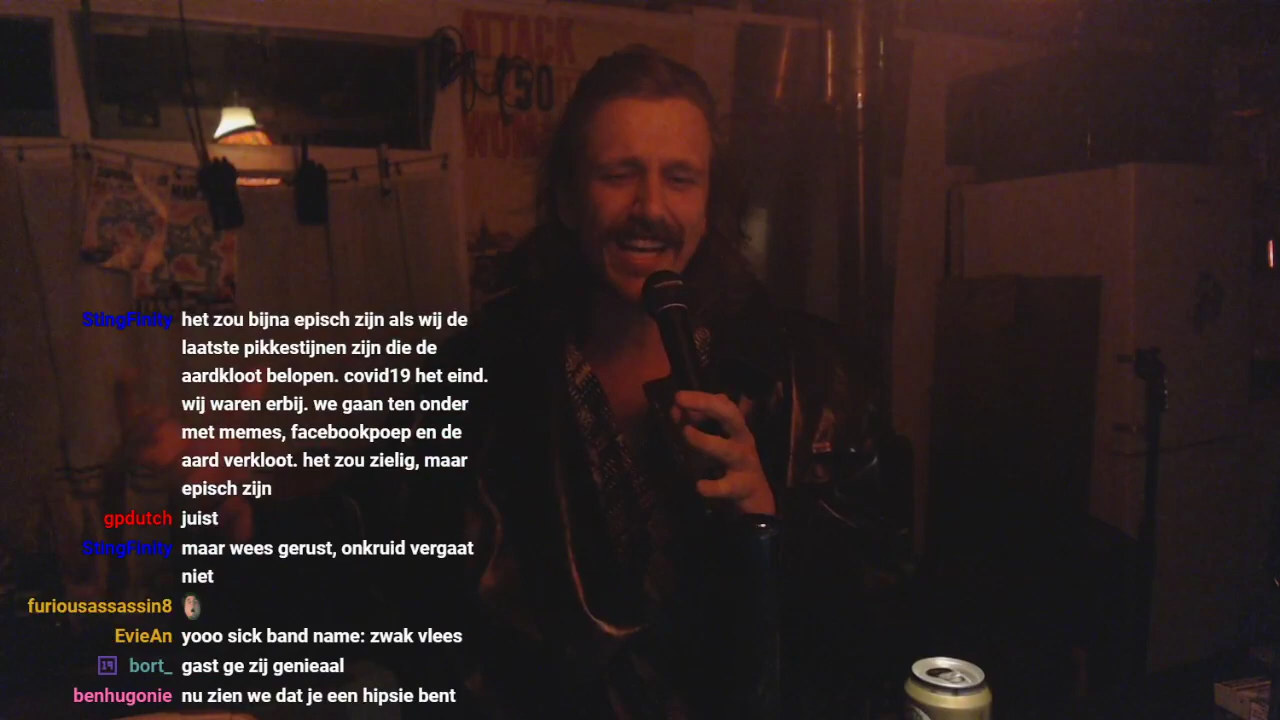 ATTACK
50
StingFinity het zou bijna episch zijn als wij de
laatste pikkestijnen zijn die de
aardkloot belopen. covid19 het eind.
wij waren erbij. we gaan ten onder
met memes, facebookpoep en de
aard verkloot. het zou zielig, maar
episch zijn
gpdutch juist
StingFinity maar wees gerust, onkruid vergaat
niet
furiousassassin8
EvieAn yooo sick band name: zwak vlees
19 bort_ gast ge zij genieaal
benhugonie nu zien we dat je een hipsie bent